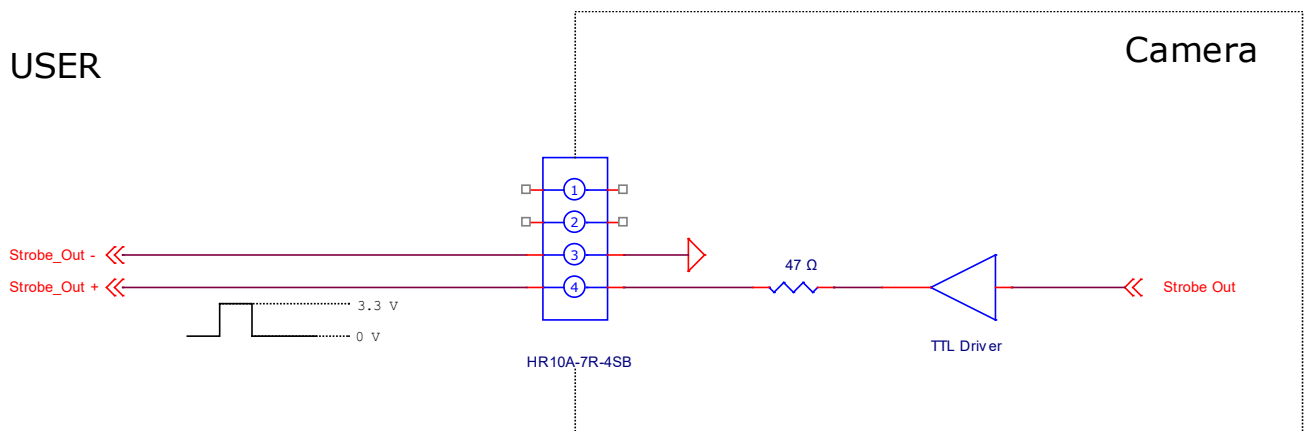 USER
Camera
1
2
Strobe_Out -
3
Strobe_Out +
4
47 Ω
Strobe Out
3.3 V
0 V
TTL Driver
HR10A-7R-4SB